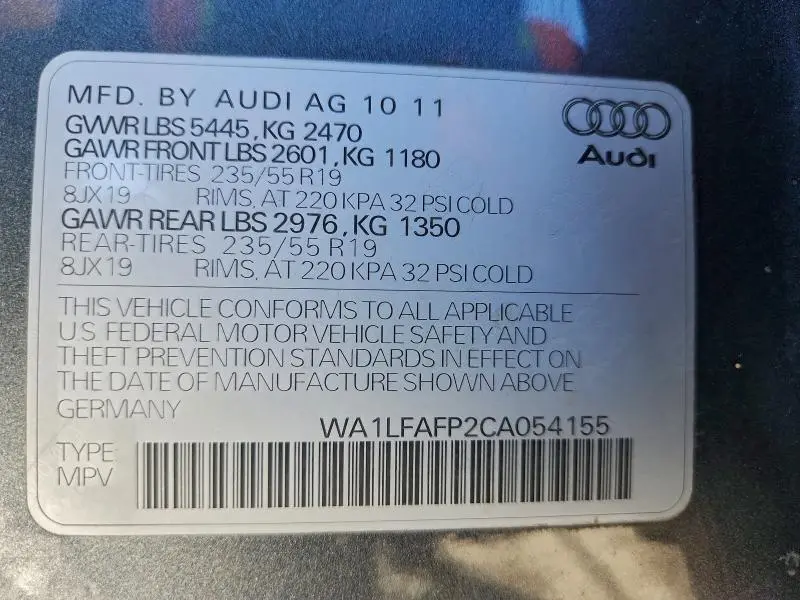 MFD. BY AUDI AG 10 11
GVWR LBS 5445, KG 2470
GAWR FRONT LBS 2601, KG 1180
FRONT-TIRES 235/55 R19
8JX19 RIMS, AT 220 KPA 32 PSI COLD
GAWR REAR LBS 2976, KG 1350
REAR-TIRES 235/55 R19
8JX19 RIMS, AT 220 KPA 32 PSI COLD
Audi
THIS VEHICLE CONFORMS TO ALL APPLICABLE
U.S. FEDERAL MOTOR VEHICLE SAFETY AND
THEFT PREVENTION STANDARDS IN EFFECT ON
THE DATE OF MANUFACTURE SHOWN ABOVE
GERMANY
WA1LFAFP2CA054155
TYPE
MPV